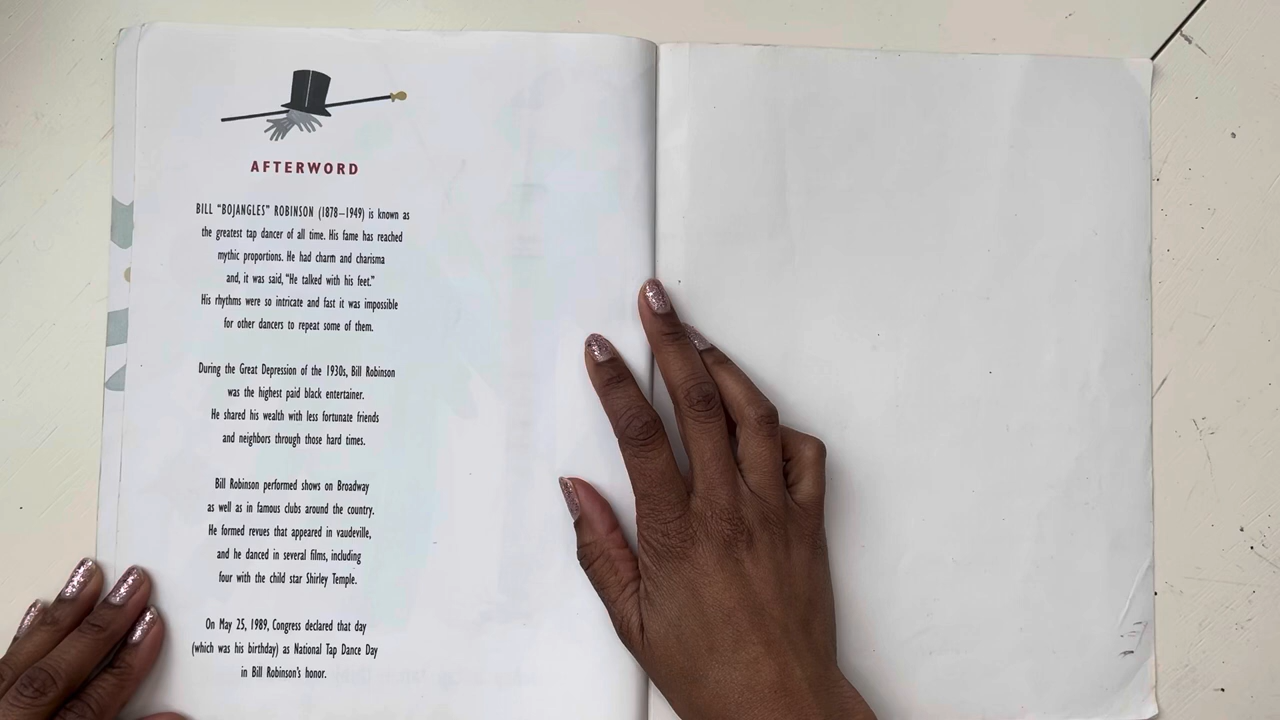 AFTERWORD
BILL “BOJANGLES” ROBINSON (1878–1949) is known as
the greatest tap dancer of all time. His fame has reached
mythic proportions. He had charm and charisma
and, it was said, “He talked with his feet.”
His rhythms were so intricate and fast it was impossible
for other dancers to repeat some of them.
During the Great Depression of the 1930s, Bill Robinson
was the highest paid black entertainer.
He shared his wealth with less fortunate friends
and neighbors through those hard times.
Bill Robinson performed shows on Broadway
as well as in famous clubs around the country.
He formed revues that appeared in vaudeville,
and he danced in several films, including
four with the child star Shirley Temple.
On May 25, 1989, Congress declared that day
(which was his birthday) as National Tap Dance Day
in Bill Robinson’s honor.